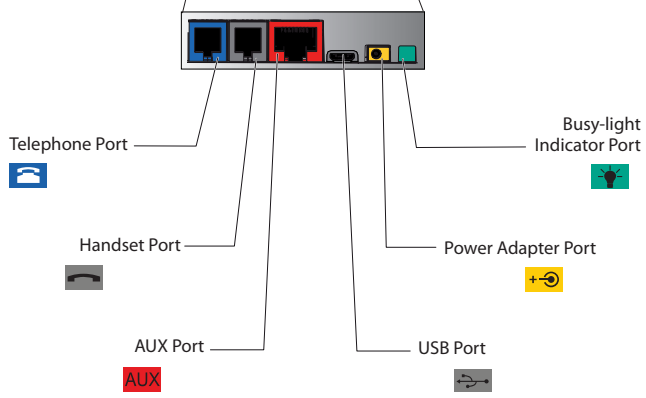 Telephone Port
Busy-light
Indicator Port
Handset Port
Power Adapter Port
+
AUX Port
USB Port
AUX